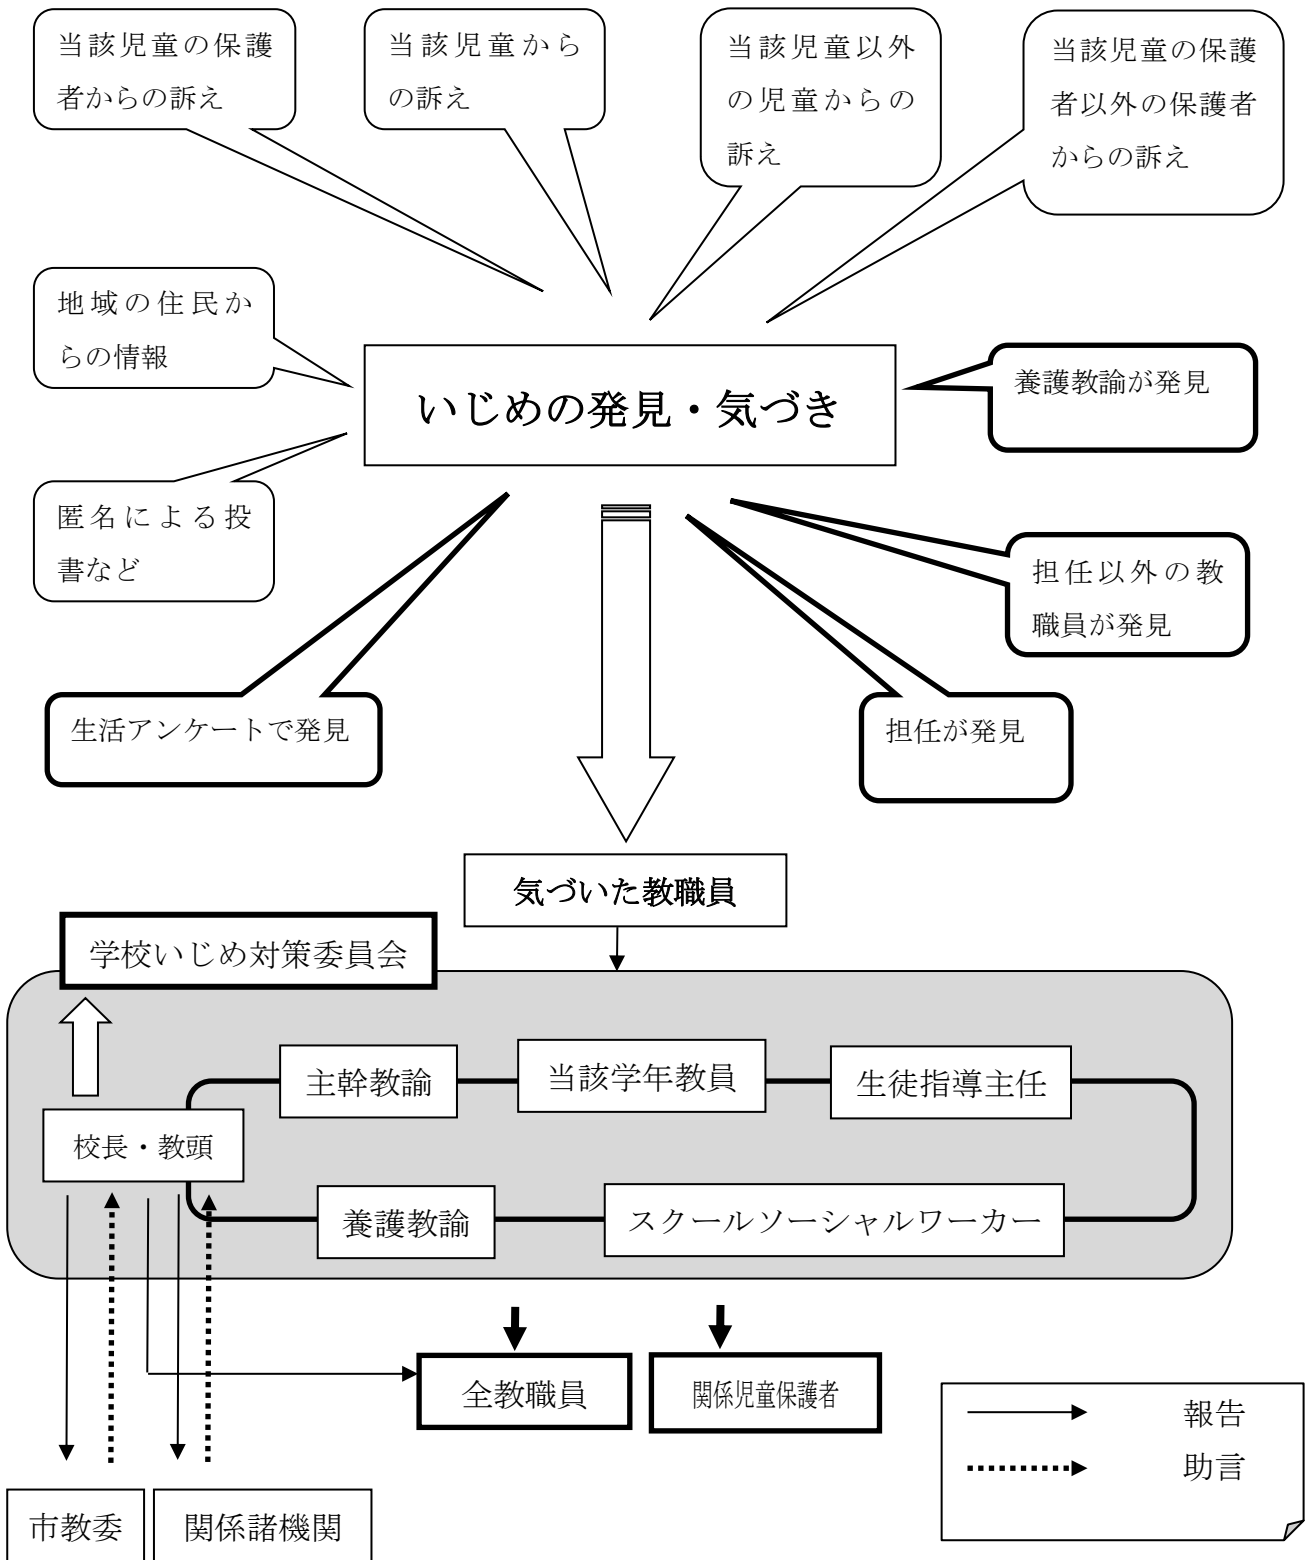 当該児童の保護
者からの訴え
当該児童から
の訴え
当該児童以外
の児童からの
訴え
当該児童の保護
者以外の保護者
からの訴え
地域の住民か
らの情報
いじめの発見・気づき
養護教諭が発見
匿名による投
書など
担任以外の教
職員が発見
生活アンケートで発見
担任が発見
気づいた教職員
学校いじめ対策委員会
主幹教諭
当該学年教員
生徒指導主任
校長・教頭
養護教諭
スクールソーシャルワーカー
全教職員
関係児童保護者
報告
助言
市教委
関係諸機関